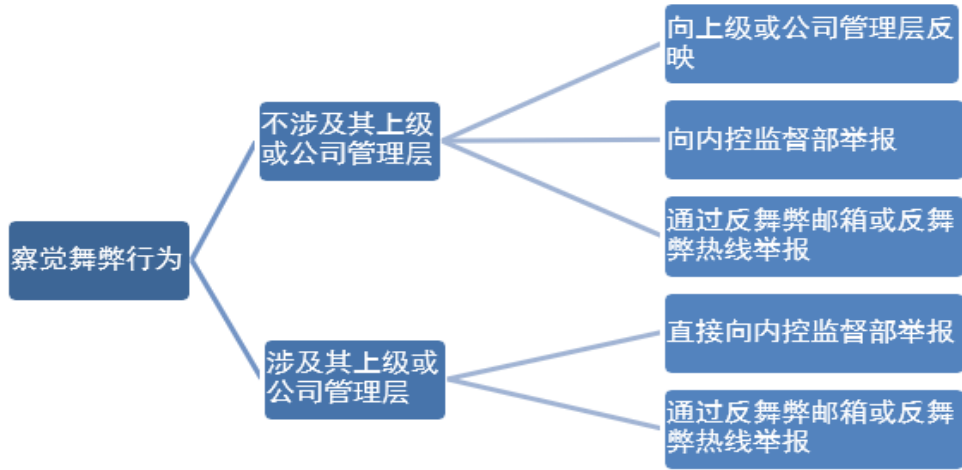 察觉舞弊行为
不涉及其上级
或公司管理层
向上级或公司管理层反
映
向内控监督部举报
通过反舞弊邮箱或反舞
弊热线举报
涉及其上级或
公司管理层
直接向内控监督部举报
通过反舞弊邮箱或反舞
弊热线举报